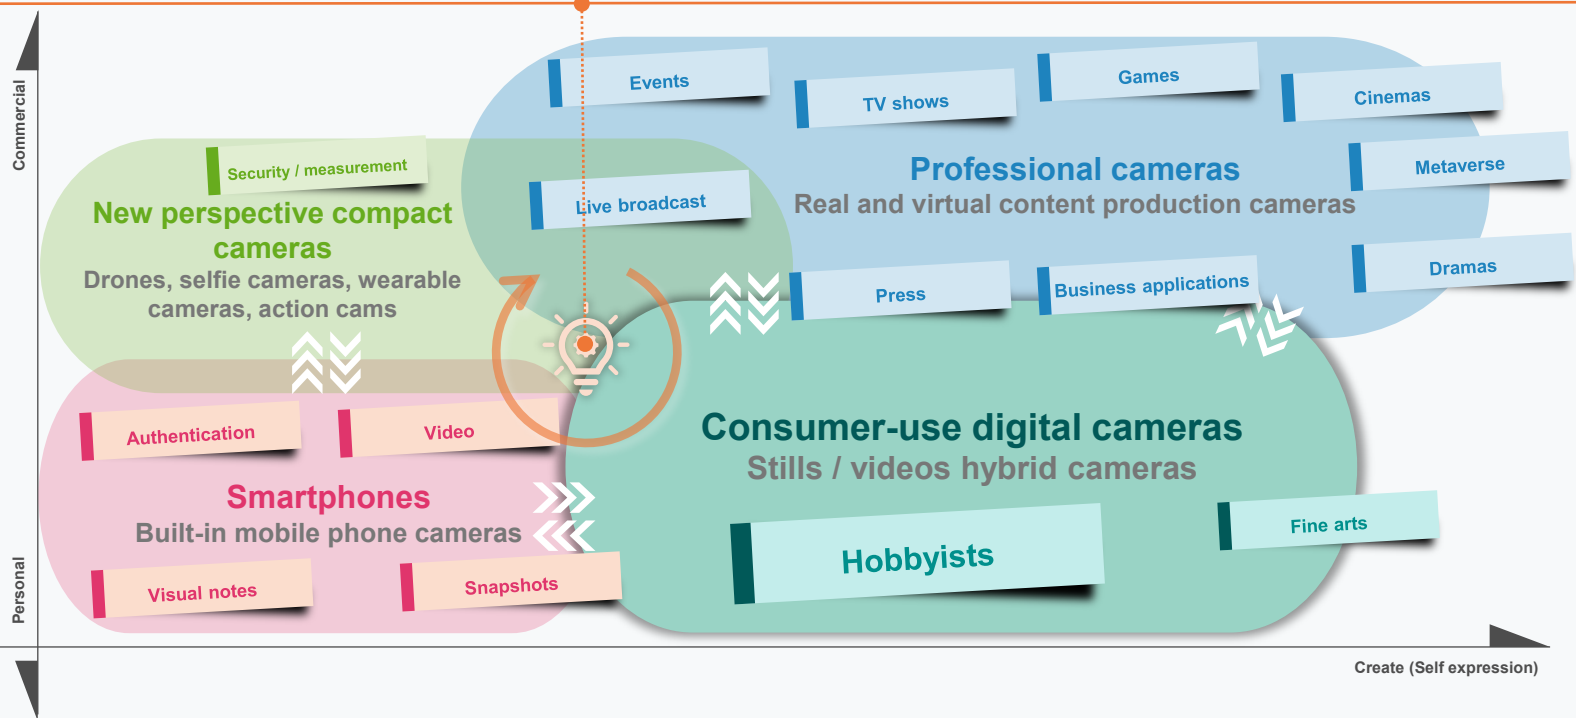 Commercial
Events
TV shows
Games
Cinemas
Security / measurement
Metaverse
Professional cameras
Real and virtual content production cameras
Live broadcast
New perspective compact
cameras
Drones, selfie cameras, wearable
cameras, action cams
Press
Business applications
Dramas
Authentication
Video
Consumer-use digital cameras
Stills / videos hybrid cameras
Smartphones
Built-in mobile phone cameras
Hobbyists
Fine arts
Visual notes
Snapshots
Personal
Create (Self expression)